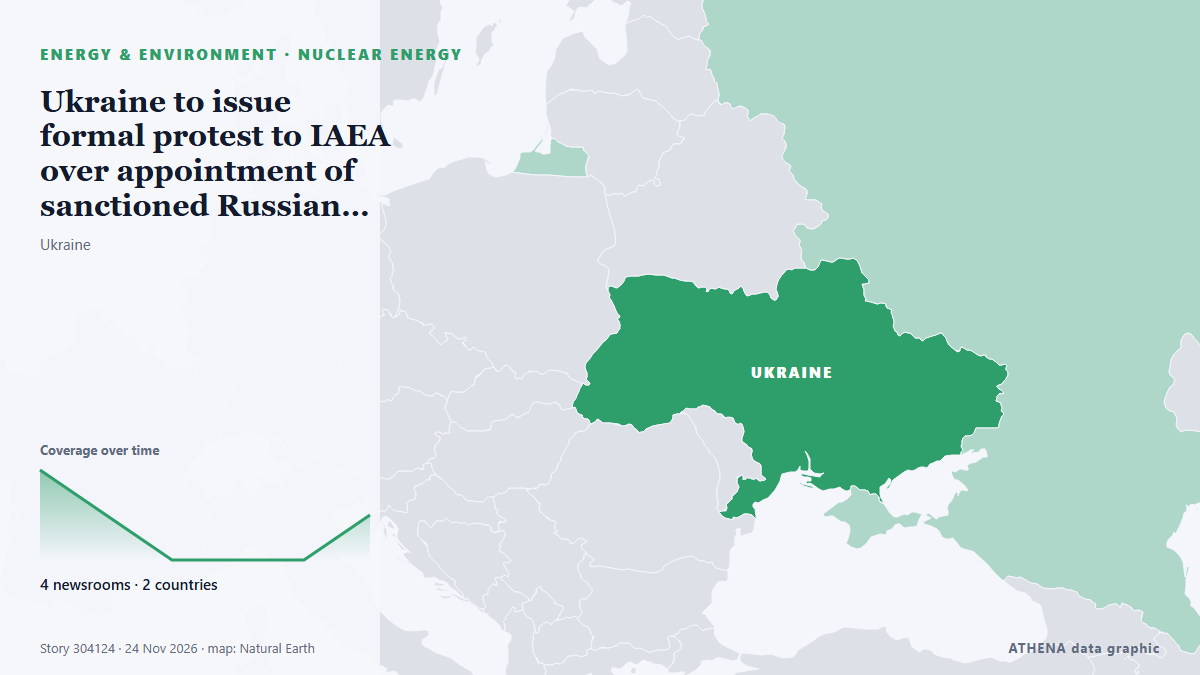 ENERGY & ENVIRONMENT · NUCLEAR ENERGY
Ukraine to issue
formal protest to IAEA
over appointment of
sanctioned Russian...
Ukraine
UKRAINE
Coverage over time
4 newsrooms · 2 countries
Story 304124 · 24 Nov 2026 · map: Natural Earth
ATHENA data graphic